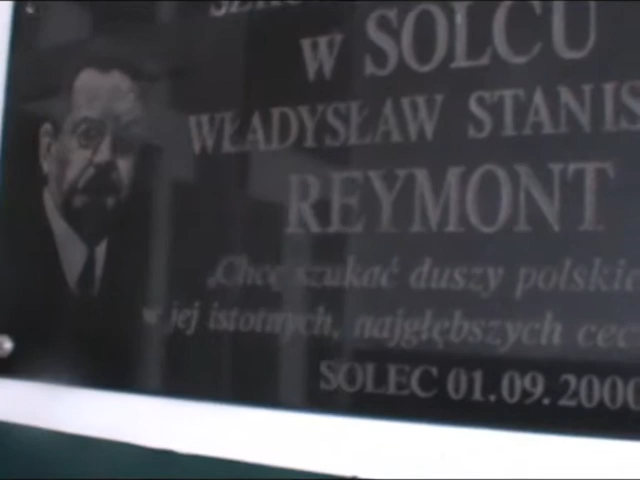 w SOLCU
WŁADYSŁAW STANIS
REYMONT
„Chcę szukać duszy polskie
w jej istotnych, najgłębszych cec
SOLEC 01.09.2000